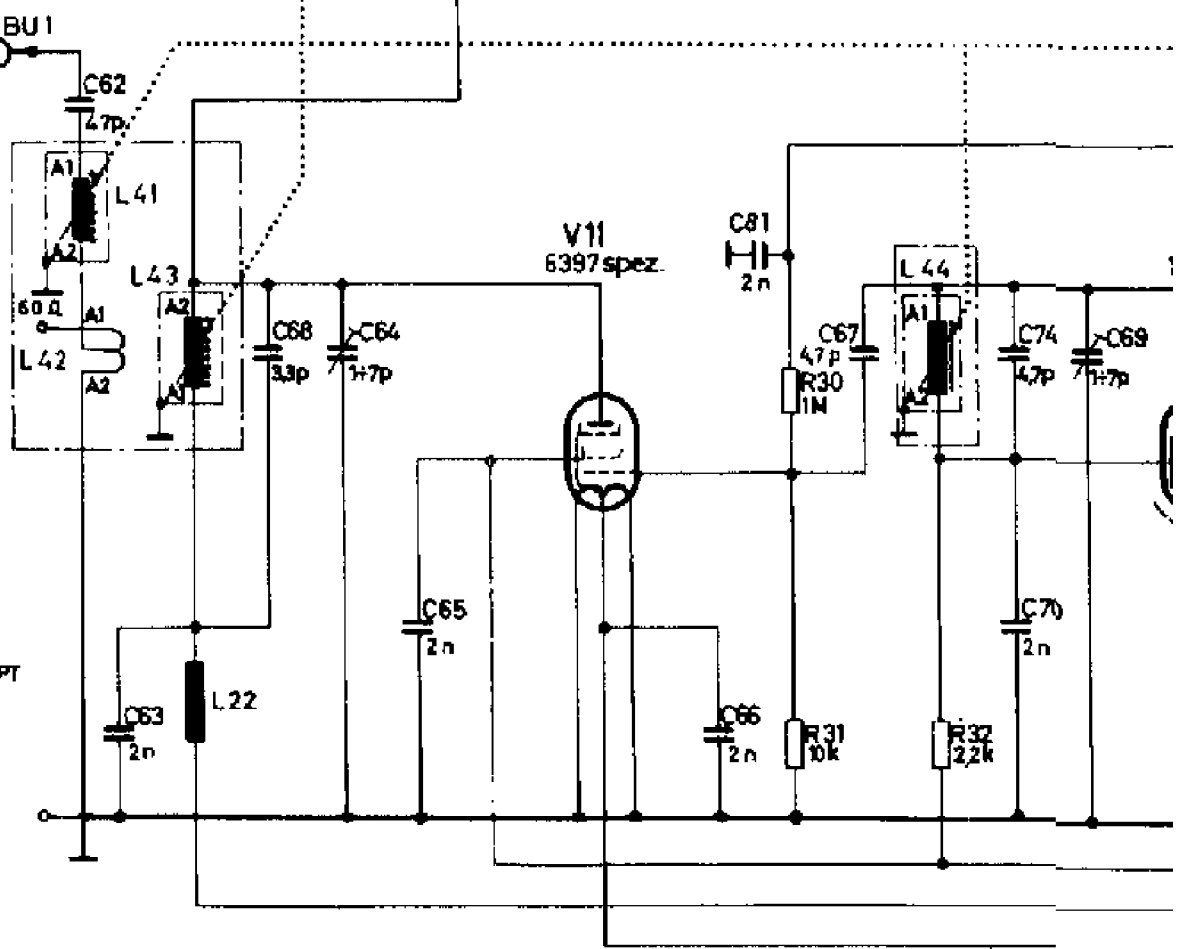 BU1
C62
47p.
A1
L41
A2
60Ω
A1
L42
A2
L43
A2
A1
C68
3,3p
C64
1÷7p
V11
6397 spez.
C81
2n
C67
4,7p
R30
1M
L 44
A1
A2
C74
4,7p
C69
1÷7p
C65
2n
C70
2n
PT
L22
C63
2n
C66
2n
R31
10k
R32
2,2k